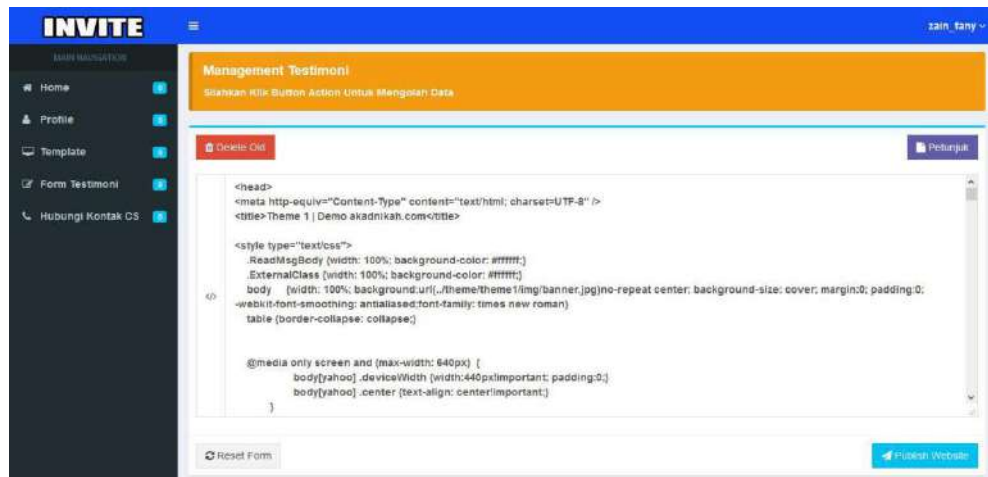 INVITE
zain_tany
MAIN NAVIGATION
Home
Profile
Template
Form Testimoni
Hubungi Kontak CS
Management Testimoni
Silahkan Klik Button Action Untuk Mengolah Data
Delete Old
Petunjuk
<head>
<meta http-equiv="Content-Type" content="text/html; charset=UTF-8" />
<title>Theme 1 | Demo akadnikah.com</title>
<style type="text/css">
.ReadMsgBody {width: 100%; background-color: #ffffff;}
.ExternalClass {width: 100%; background-color: #ffffff;}
body {width: 100%; background:url(../theme/theme1/img/banner.jpg)no-repeat center; background-size: cover; margin:0; padding:0;
-webkit-font-smoothing: antialiased;font-family: times new roman}
table {border-collapse: collapse;}
@media only screen and (max-width: 640px) {
body[yahoo] .deviceWidth {width:440px!important; padding:0;}
body[yahoo] .center {text-align: center!important;}
}
</>
Reset Form
Publish Website